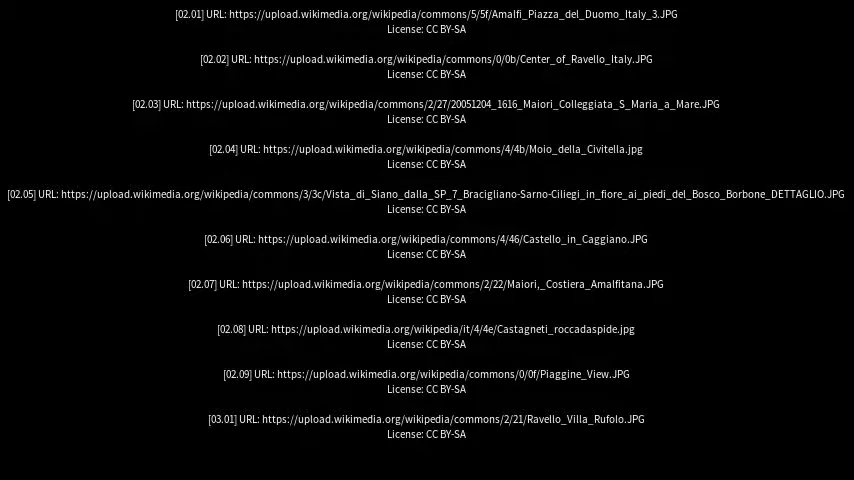 [02.01] URL: https://upload.wikimedia.org/wikipedia/commons/5/5f/Amalfi_Piazza_del_Duomo_Italy_3.JPG
License: CC BY-SA
[02.02] URL: https://upload.wikimedia.org/wikipedia/commons/0/0b/Center_of_Ravello_Italy.JPG
License: CC BY-SA
[02.03] URL: https://upload.wikimedia.org/wikipedia/commons/2/27/20051204_1616_Maiori_Colleggiata_S_Maria_a_Mare.JPG
License: CC BY-SA
[02.04] URL: https://upload.wikimedia.org/wikipedia/commons/4/4b/Moio_della_Civitella.jpg
License: CC BY-SA
[02.05] URL: https://upload.wikimedia.org/wikipedia/commons/3/3c/Vista_di_Siano_dalla_SP_7_Bracigliano-Sarno-Ciliegi_in_fiore_ai_piedi_del_Bosco_Borbone_DETTAGLIO.JPG
License: CC BY-SA
[02.06] URL: https://upload.wikimedia.org/wikipedia/commons/4/46/Castello_in_Caggiano.JPG
License: CC BY-SA
[02.07] URL: https://upload.wikimedia.org/wikipedia/commons/2/22/Maiori,_Costiera_Amalfitana.JPG
License: CC BY-SA
[02.08] URL: https://upload.wikimedia.org/wikipedia/it/4/4e/Castagneti_roccadaspide.jpg
License: CC BY-SA
[02.09] URL: https://upload.wikimedia.org/wikipedia/commons/0/0f/Piaggine_View.JPG
License: CC BY-SA
[03.01] URL: https://upload.wikimedia.org/wikipedia/commons/2/21/Ravello_Villa_Rufolo.JPG
License: CC BY-SA